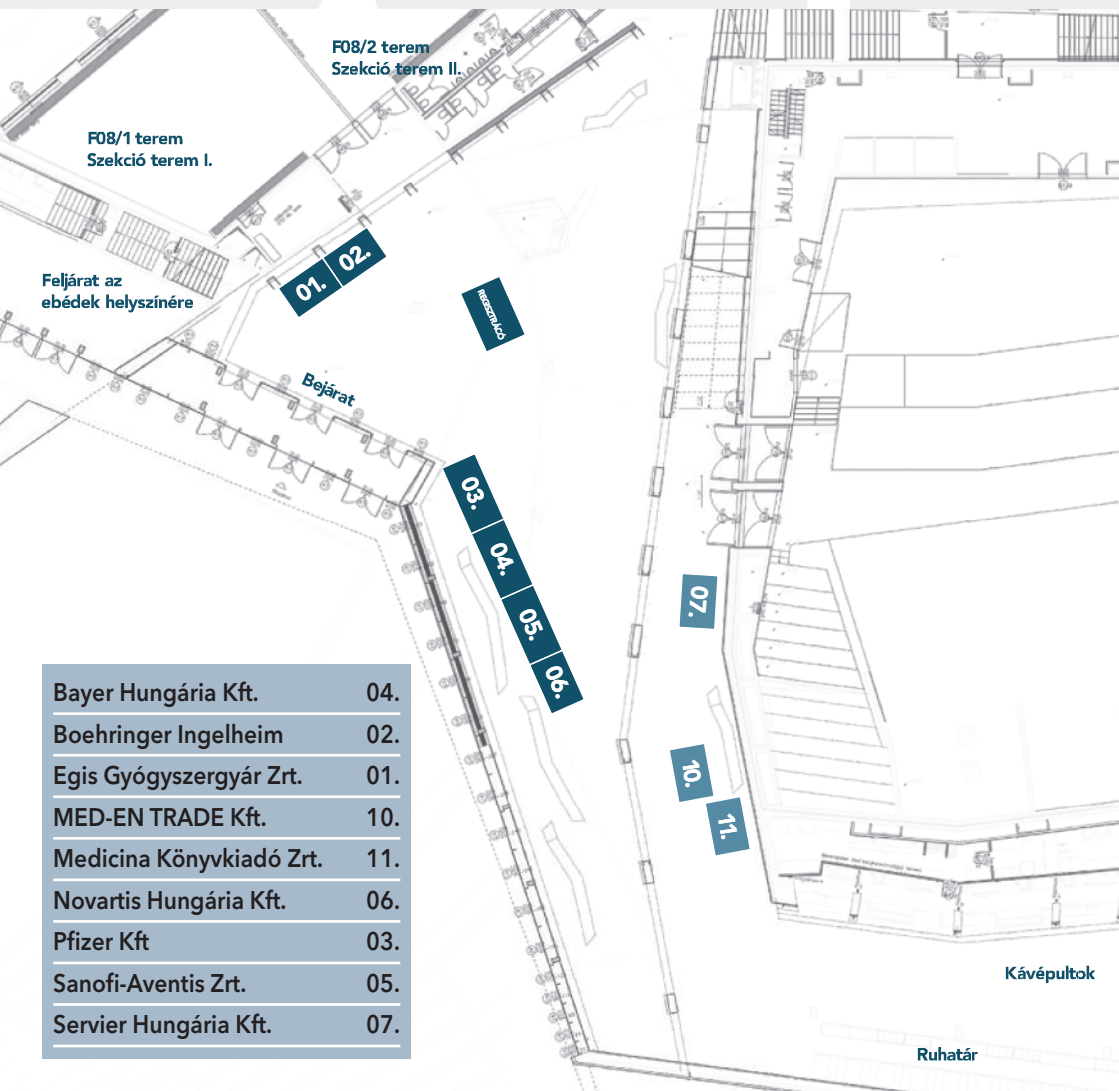 F08/2 terem
Szekció terem II.
F08/1 terem
Szekció terem I.
Feljárat az
ebédek helyszínére
01.
02.
REGISZTRÁCÓ
Bejárat
03.
04.
05.
06.
07.
10.
11.
Bayer Hungária Kft. 04.
Boehringer Ingelheim 02.
Egis Gyógyszergyár Zrt. 01.
MED-EN TRADE Kft. 10.
Medicina Könyvkiadó Zrt. 11.
Novartis Hungária Kft. 06.
Pfizer Kft 03.
Sanofi-Aventis Zrt. 05.
Servier Hungária Kft. 07.
Kávépultok
Ruhatár